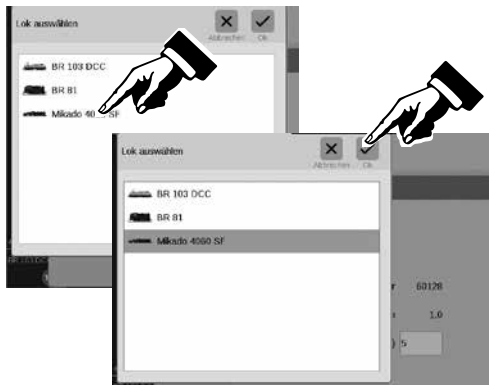 Lok auswählen
Abbrechen Ok
BR 103 DCC
BR 81
Mikado 40 SF
Lok auswählen
Abbrechen Ok
BR 103 DCC
BR 81
Mikado 4060 SF
r 60128
1.0
) 5